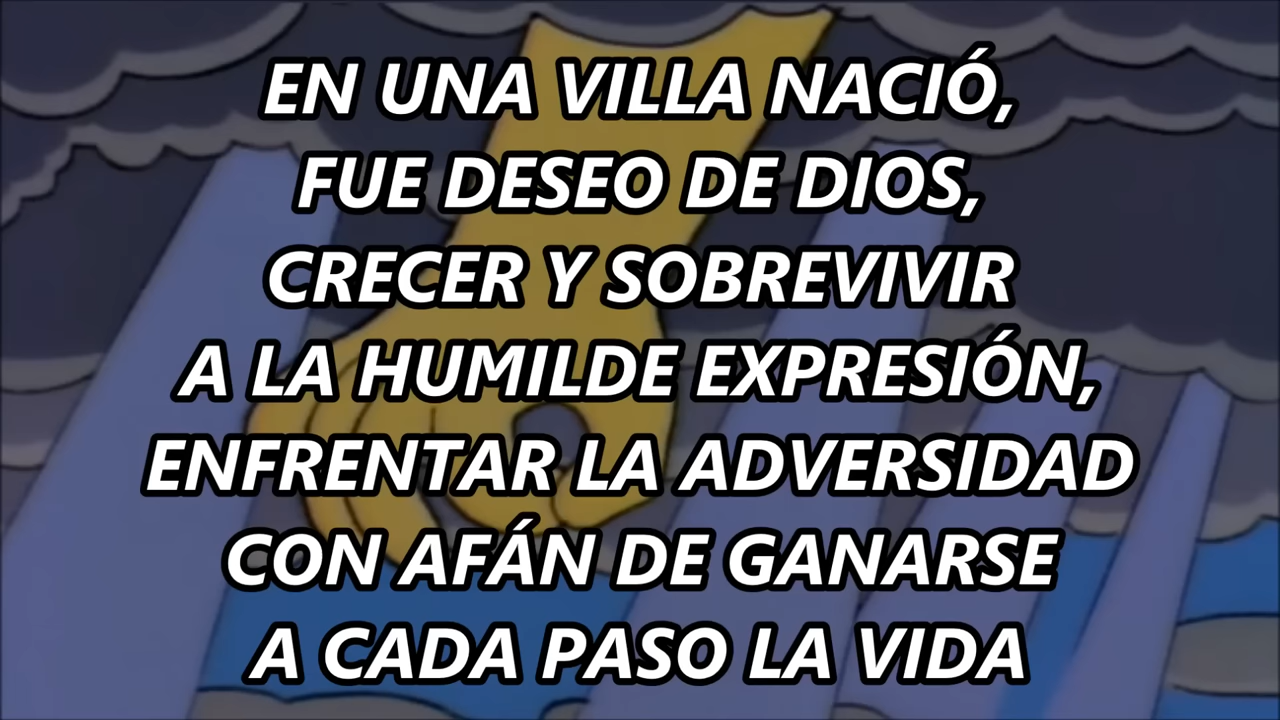 EN UNA VILLA NACIÓ,
FUE DESEO DE DIOS,
CRECER Y SOBREVIVIR
A LA HUMILDE EXPRESIÓN,
ENFRENTAR LA ADVERSIDAD
CON AFÁN DE GANARSE
A CADA PASO LA VIDA